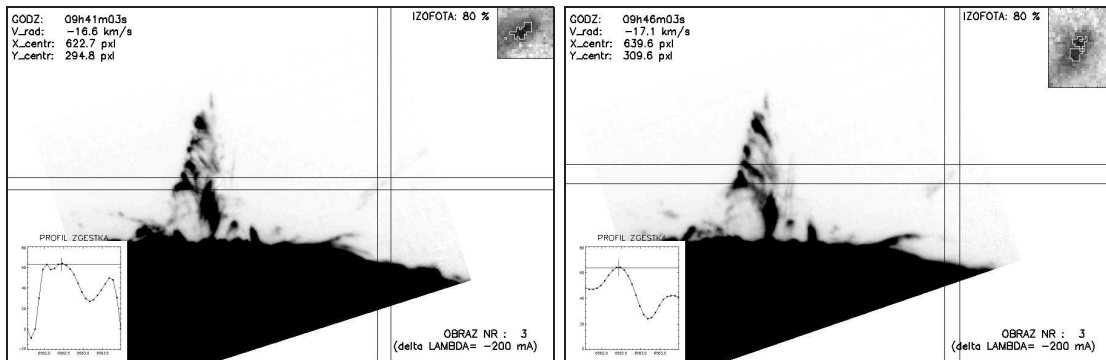 GODZ: 09h41m03s
V_rad: -16.6 km/s
X_centr: 622.7 pxl
Y_centr: 294.8 pxl
IZOFOTA: 80 %
PROFIL ZGESTKA
OBRAZ NR : 3
(delta LAMBDA= -200 mA)
GODZ: 09h46m03s
V_rad: -17.1 km/s
X_centr: 639.6 pxl
Y_centr: 309.6 pxl
IZOFOTA: 80 %
PROFIL ZGESTKA
OBRAZ NR : 3
(delta LAMBDA= -200 mA)